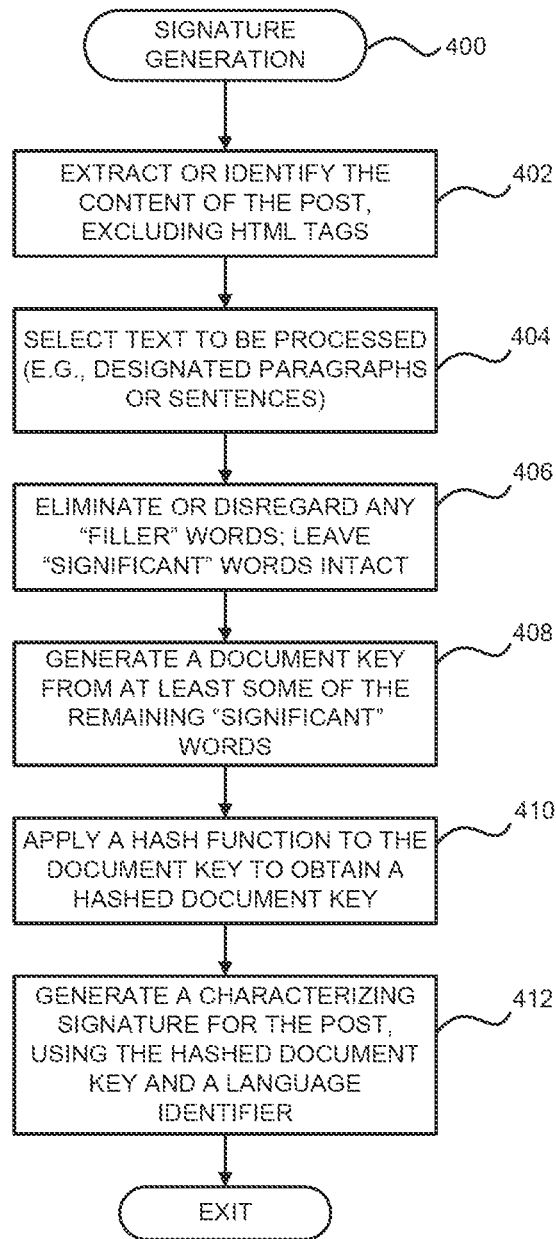 SIGNATURE
GENERATION
400
EXTRACT OR IDENTIFY THE
CONTENT OF THE POST,
EXCLUDING HTML TAGS
402
SELECT TEXT TO BE PROCESSED
(E.G., DESIGNATED PARAGRAPHS
OR SENTENCES)
404
ELIMINATE OR DISREGARD ANY
“FILLER” WORDS; LEAVE
“SIGNIFICANT” WORDS INTACT
406
GENERATE A DOCUMENT KEY
FROM AT LEAST SOME OF THE
REMAINING “SIGNIFICANT”
WORDS
408
APPLY A HASH FUNCTION TO THE
DOCUMENT KEY TO OBTAIN A
HASHED DOCUMENT KEY
410
GENERATE A CHARACTERIZING
SIGNATURE FOR THE POST,
USING THE HASHED DOCUMENT
KEY AND A LANGUAGE
IDENTIFIER
412
EXIT